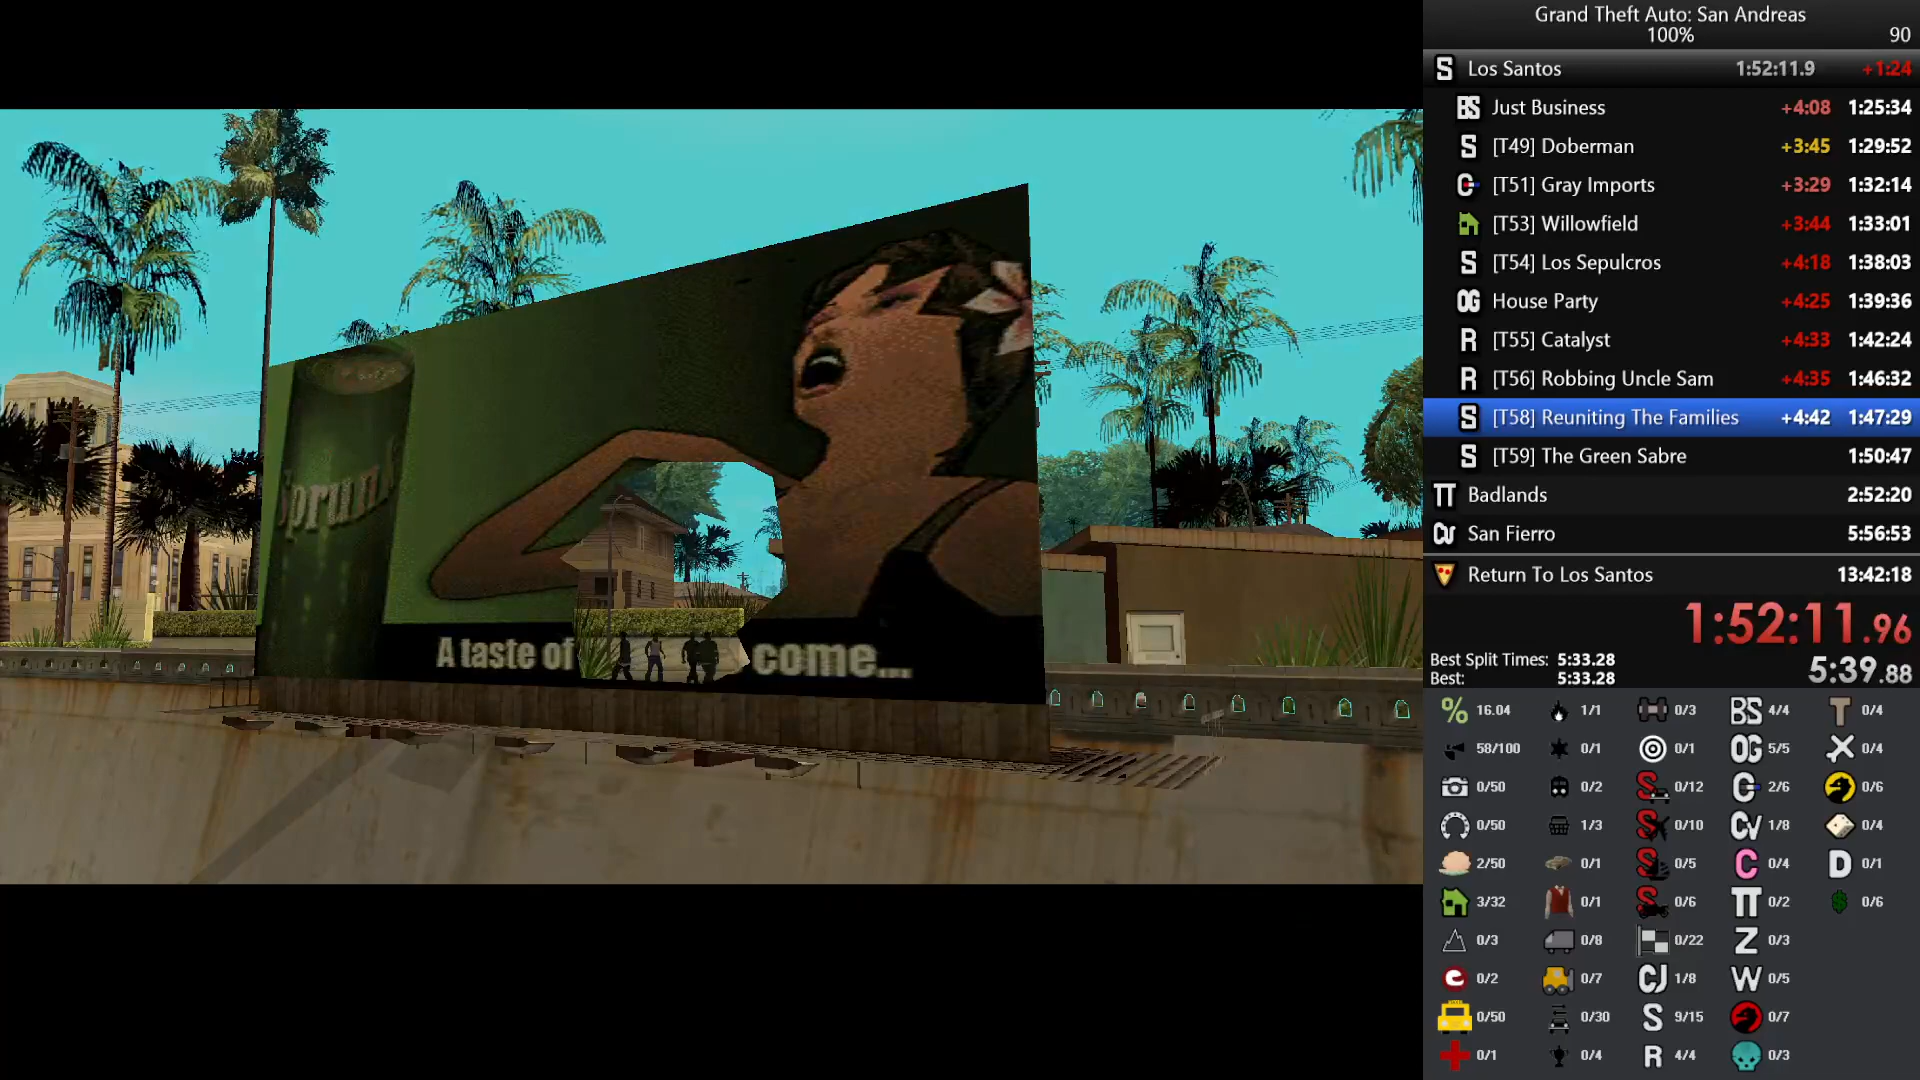 Grand Theft Auto: San Andreas
100% 90
S Los Santos 1:52:11.9 +1:24
BS Just Business +4:08 1:25:34
S [T49] Doberman +3:45 1:29:52
C [T51] Gray Imports +3:29 1:32:14
[T53] Willowfield +3:44 1:33:01
S [T54] Los Sepulcros +4:18 1:38:03
OG House Party +4:25 1:39:36
R [T55] Catalyst +4:33 1:42:24
R [T56] Robbing Uncle Sam +4:35 1:46:32
S [T58] Reuniting The Families +4:42 1:47:29
S [T59] The Green Sabre 1:50:47
Badlands 2:52:20
San Fierro 5:56:53
Return To Los Santos 13:42:18
1:52:11.96
Best Split Times: 5:33.28
Best: 5:33.28
5:39.88
% 16.04 1/1 0/3 BS 4/4 T 0/4
58/100 0/1 0/1 OG 5/5 0/4
0/50 0/2 S 0/12 C 2/6 0/6
0/50 1/3 S 0/10 CV 1/8 0/4
2/50 0/1 S 0/5 C 0/4 D 0/1
3/32 0/1 S 0/6 0/2 $ 0/6
0/3 0/8 0/22 Z 0/3
e 0/2 0/7 CJ 1/8 W 0/5
0/50 0/30 S 9/15 0/7
0/1 0/4 R 4/4 0/3
Sprunk
A taste of come...